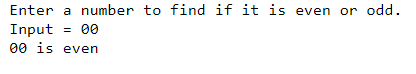 Enter a number to find if it is even or odd.
Input = 00
00 is even